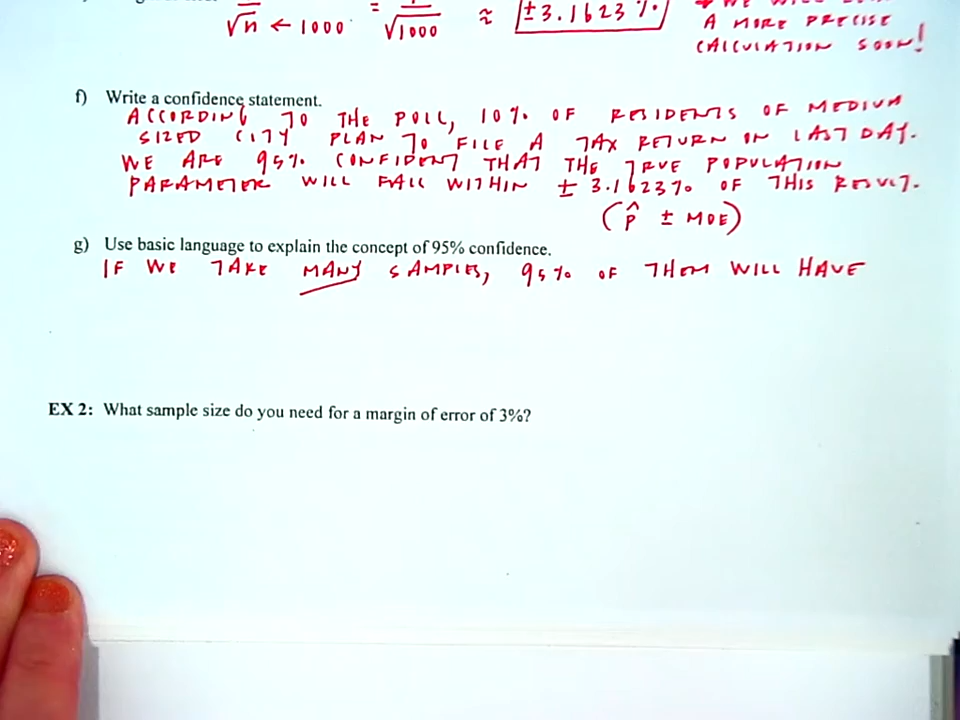 √n ← 1000 = √1000 ≈ ±3.1623 %.
A MORE PRECISE
CALCULATION SOON!
f) Write a confidence statement.
ACCORDING TO THE POLL, 10% OF RESIDENTS OF MEDIUM
SIZED CITY PLAN TO FILE A TAX RETURN ON LAST DAY.
WE ARE 95% CONFIDENT THAT THE TRUE POPULATION
PARAMETER WILL FALL WITHIN ± 3.1623% OF THIS RESULT.
(p̂ ± MOE)
g) Use basic language to explain the concept of 95% confidence.
IF WE TAKE MANY SAMPLES, 95% OF THEM WILL HAVE
EX 2: What sample size do you need for a margin of error of 3%?